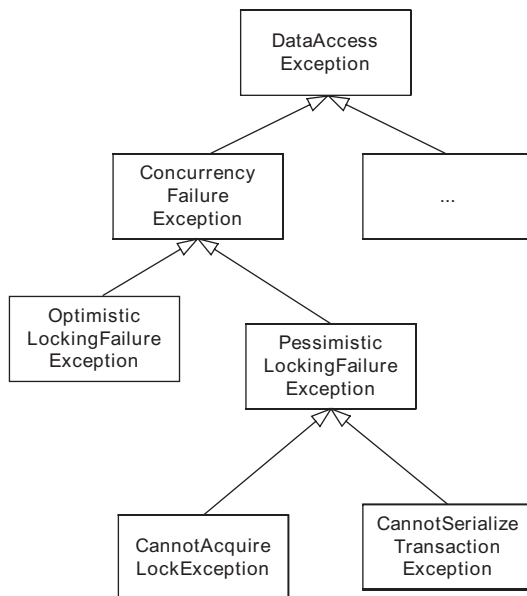 DataAccess
Exception
Concurrency
Failure
Exception
...
Optimistic
LockingFailure
Exception
Pessimistic
LockingFailure
Exception
CannotAcquire
LockException
CannotSerialize
Transaction
Exception